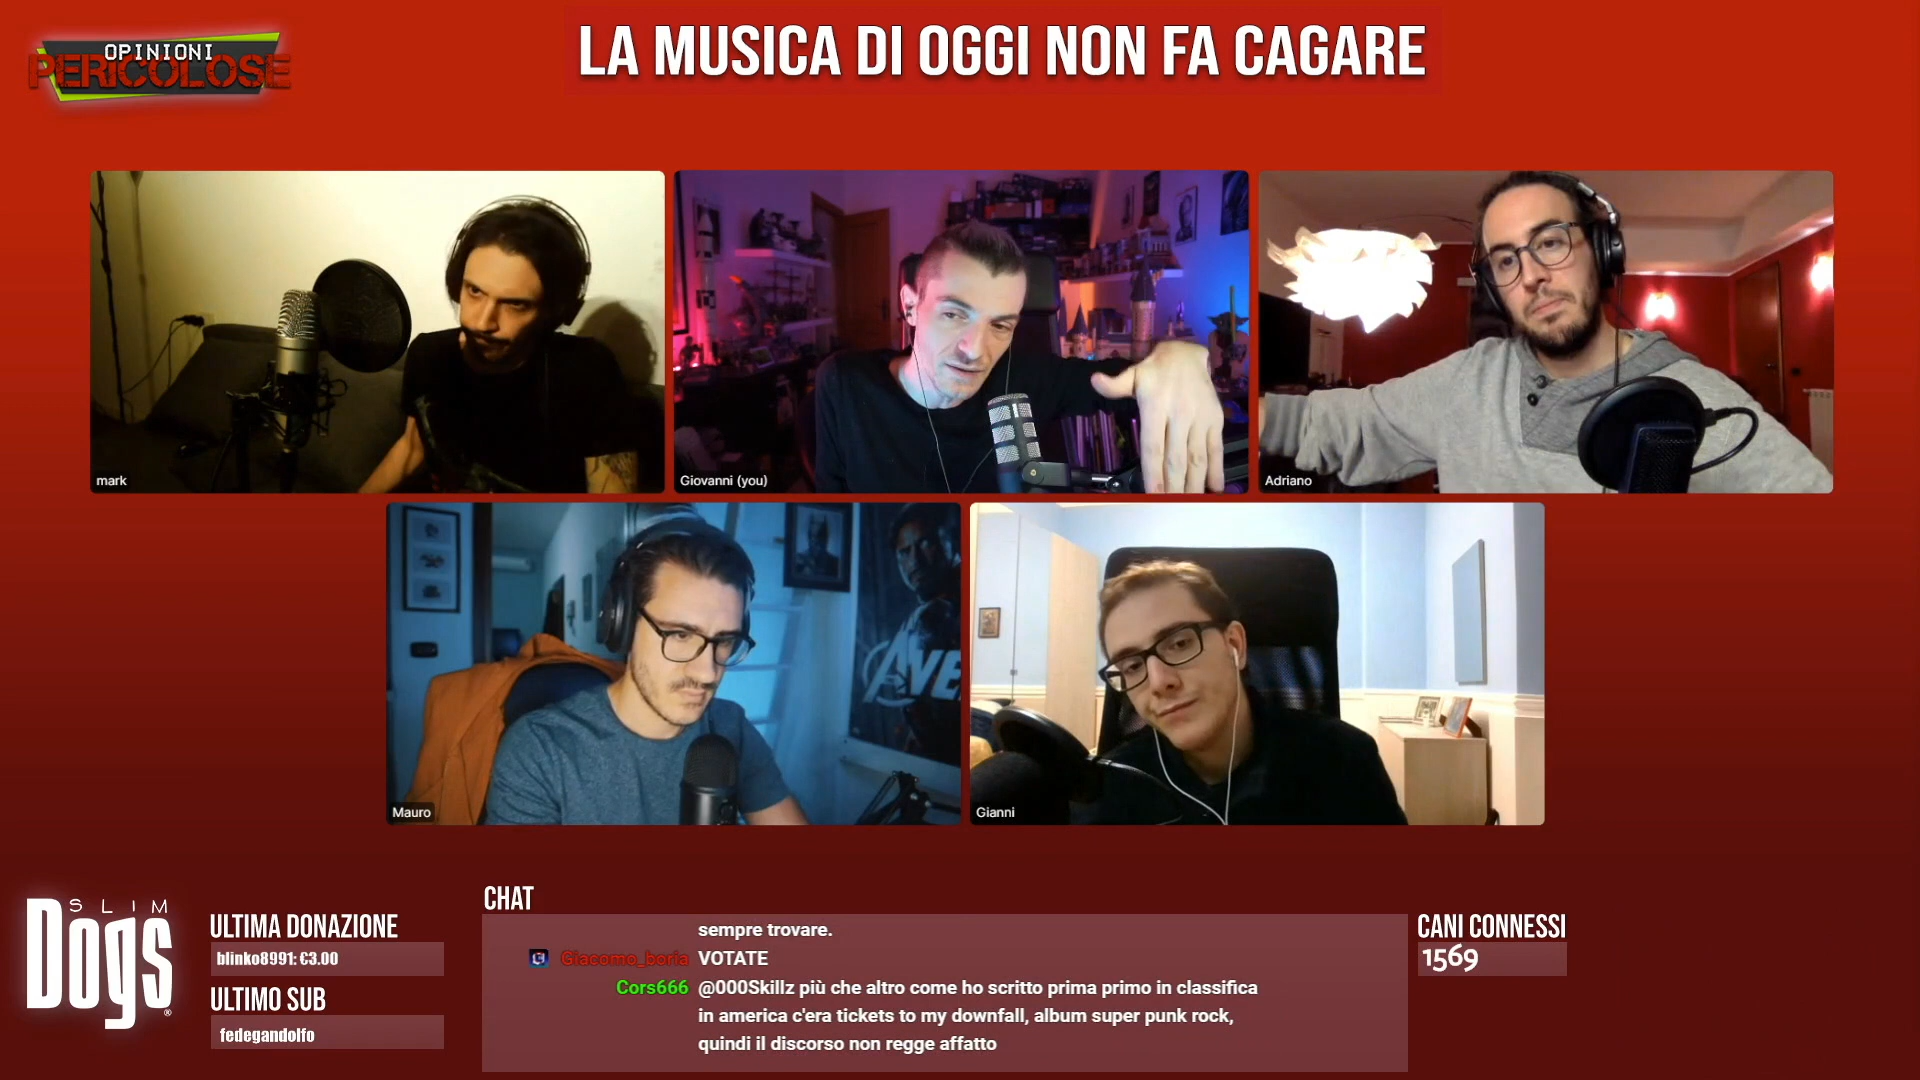 OPINIONI
PERICOLOSE
LA MUSICA DI OGGI NON FA CAGARE
mark
Giovanni (you)
Adriano
AVE
Mauro
Gianni
SLIM
Dogs
®
ULTIMA DONAZIONE
blinko8991: €3.00
ULTIMO SUB
fedegandolfo
CHAT
sempre trovare.
Giacomo_boria VOTATE
Cors666 @000Skillz più che altro come ho scritto prima primo in classifica
in america c'era tickets to my downfall, album super punk rock,
quindi il discorso non regge affatto
CANI CONNESSI
1569